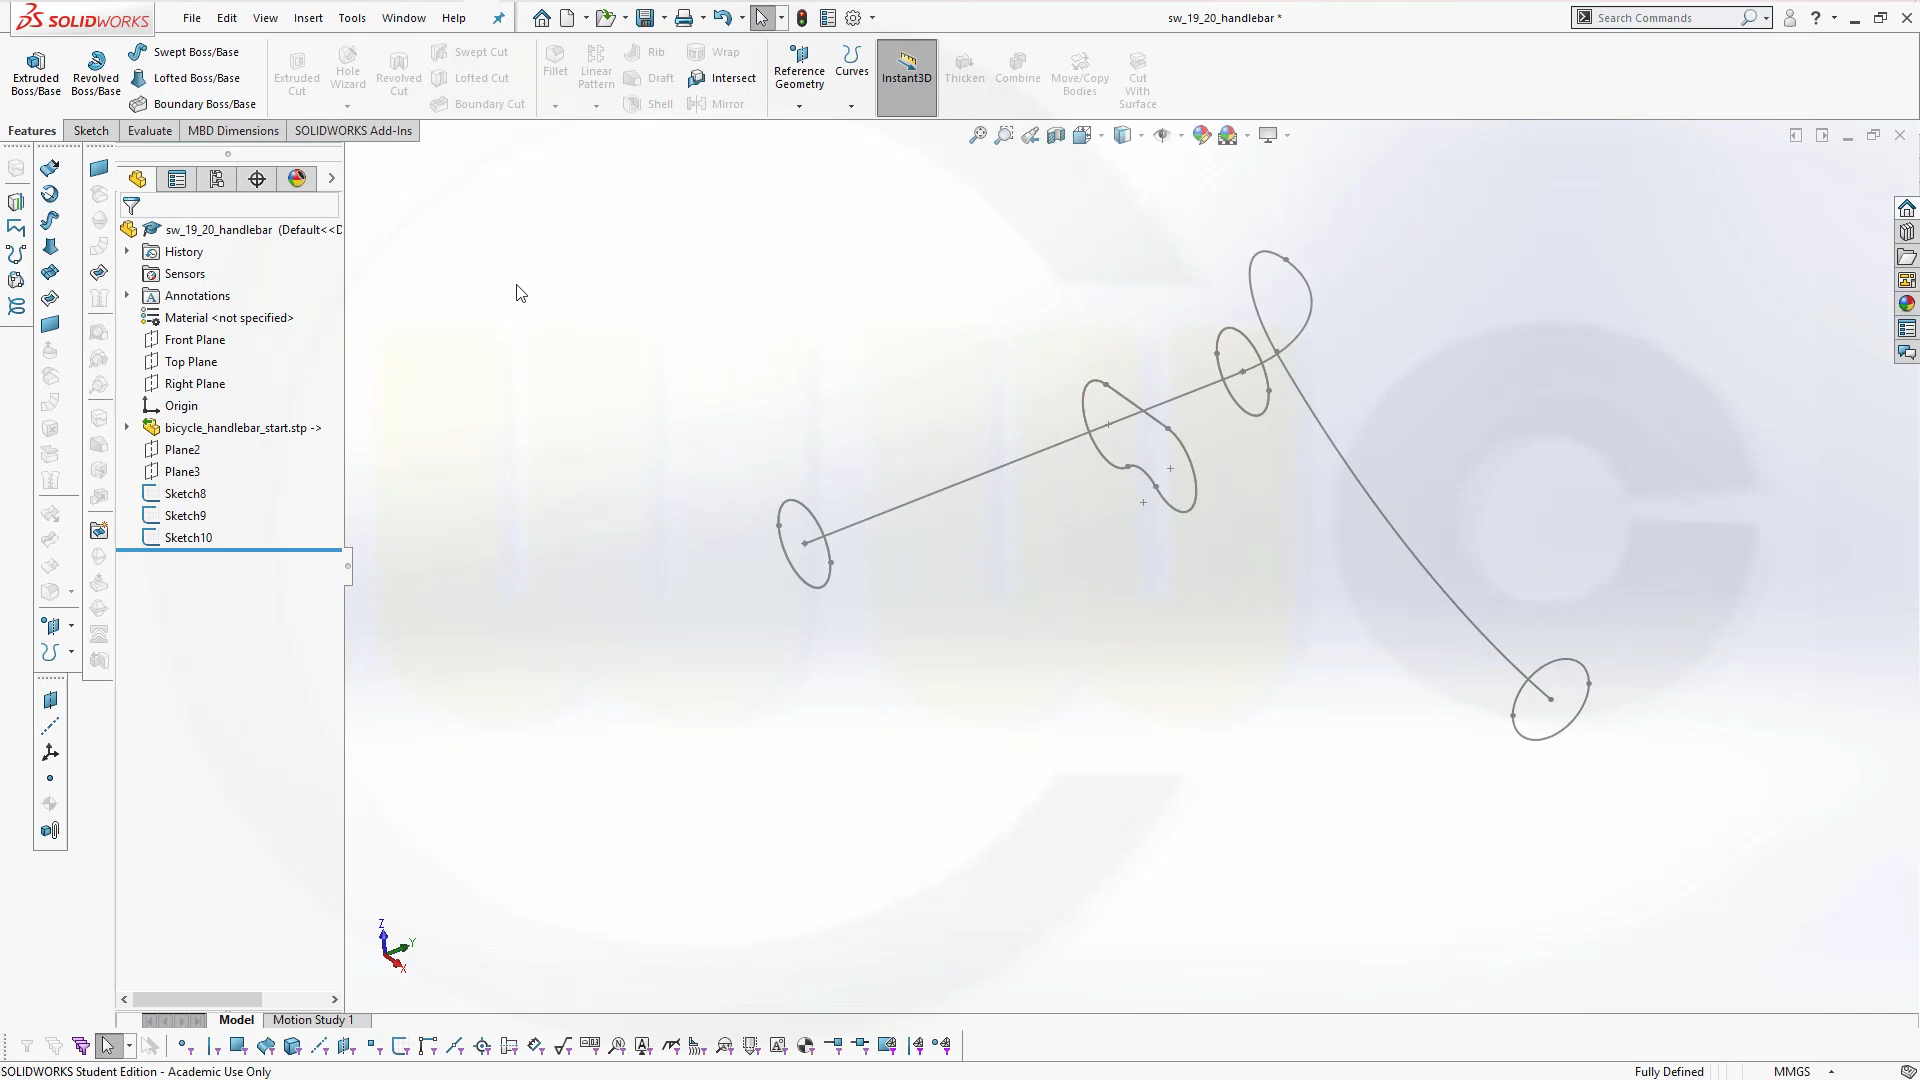 SOLIDWORKS
File Edit View Insert Tools Window Help
sw_19_20_handlebar *
Search Commands
Extruded Boss/Base
Revolved Boss/Base
Swept Boss/Base
Lofted Boss/Base
Boundary Boss/Base
Extruded Cut
Hole Wizard
Revolved Cut
Swept Cut
Lofted Cut
Boundary Cut
Fillet
Linear Pattern
Rib
Draft
Shell
Wrap
Intersect
Mirror
Reference Geometry
Curves
Instant3D
Thicken
Combine
Move/Copy Bodies
Cut With Surface
Features Sketch Evaluate MBD Dimensions SOLIDWORKS Add-Ins
sw_19_20_handlebar (Default<<D
History
Sensors
Annotations
Material <not specified>
Front Plane
Top Plane
Right Plane
Origin
bicycle_handlebar_start.stp ->
Plane2
Plane3
Sketch8
Sketch9
Sketch10
Z
Y
X
Model Motion Study 1
SOLIDWORKS Student Edition - Academic Use Only
Fully Defined
MMGS